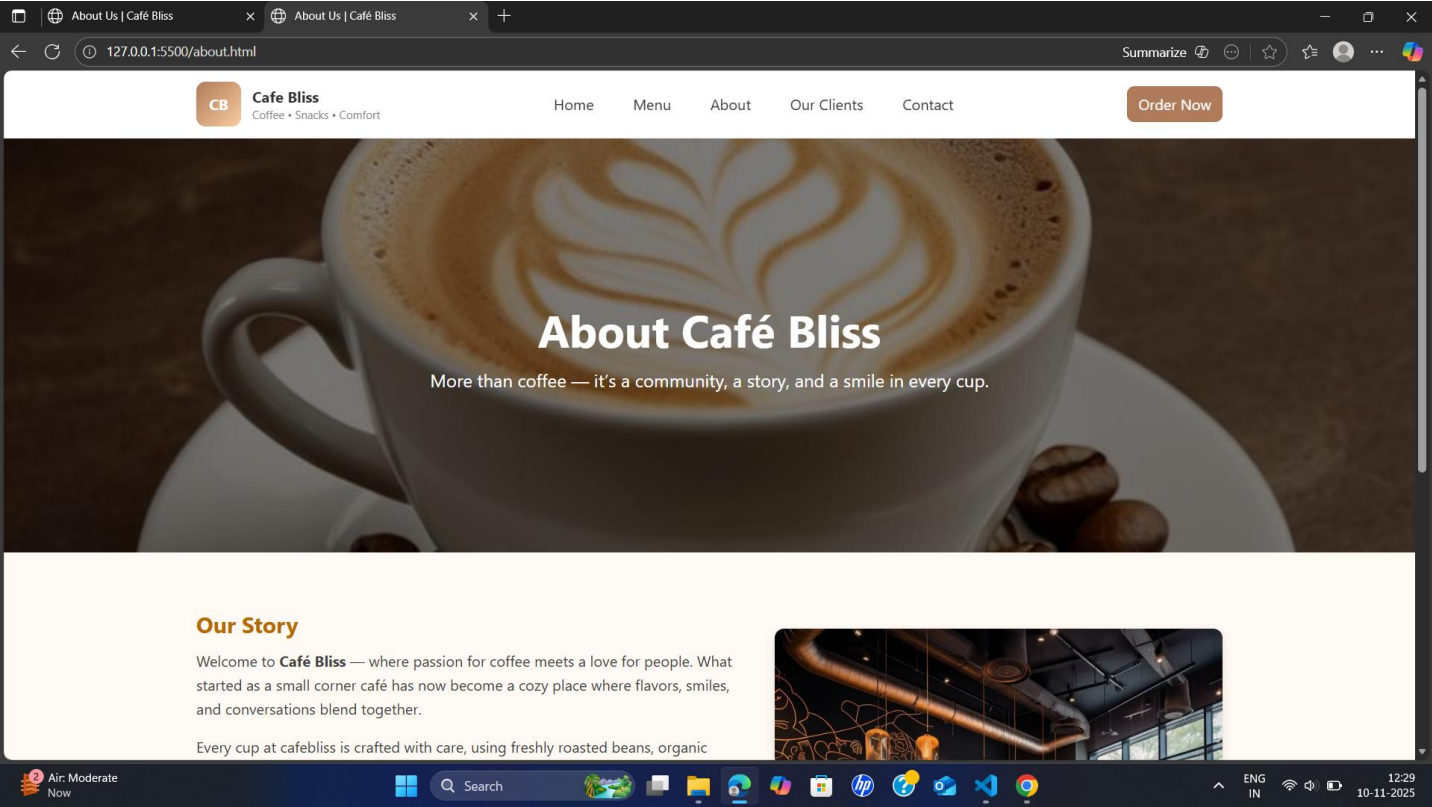 About Us | Café Bliss
About Us | Café Bliss
127.0.0.1:5500/about.html
Summarize
CB
Cafe Bliss
Coffee • Snacks • Comfort
Home
Menu
About
Our Clients
Contact
Order Now
About Café Bliss
More than coffee — it’s a community, a story, and a smile in every cup.
Our Story
Welcome to Café Bliss — where passion for coffee meets a love for people. What
started as a small corner café has now become a cozy place where flavors, smiles,
and conversations blend together.
Every cup at cafebliss is crafted with care, using freshly roasted beans, organic
2
Air: Moderate
Now
Search
hp
ENG
IN
12:29
10-11-2025